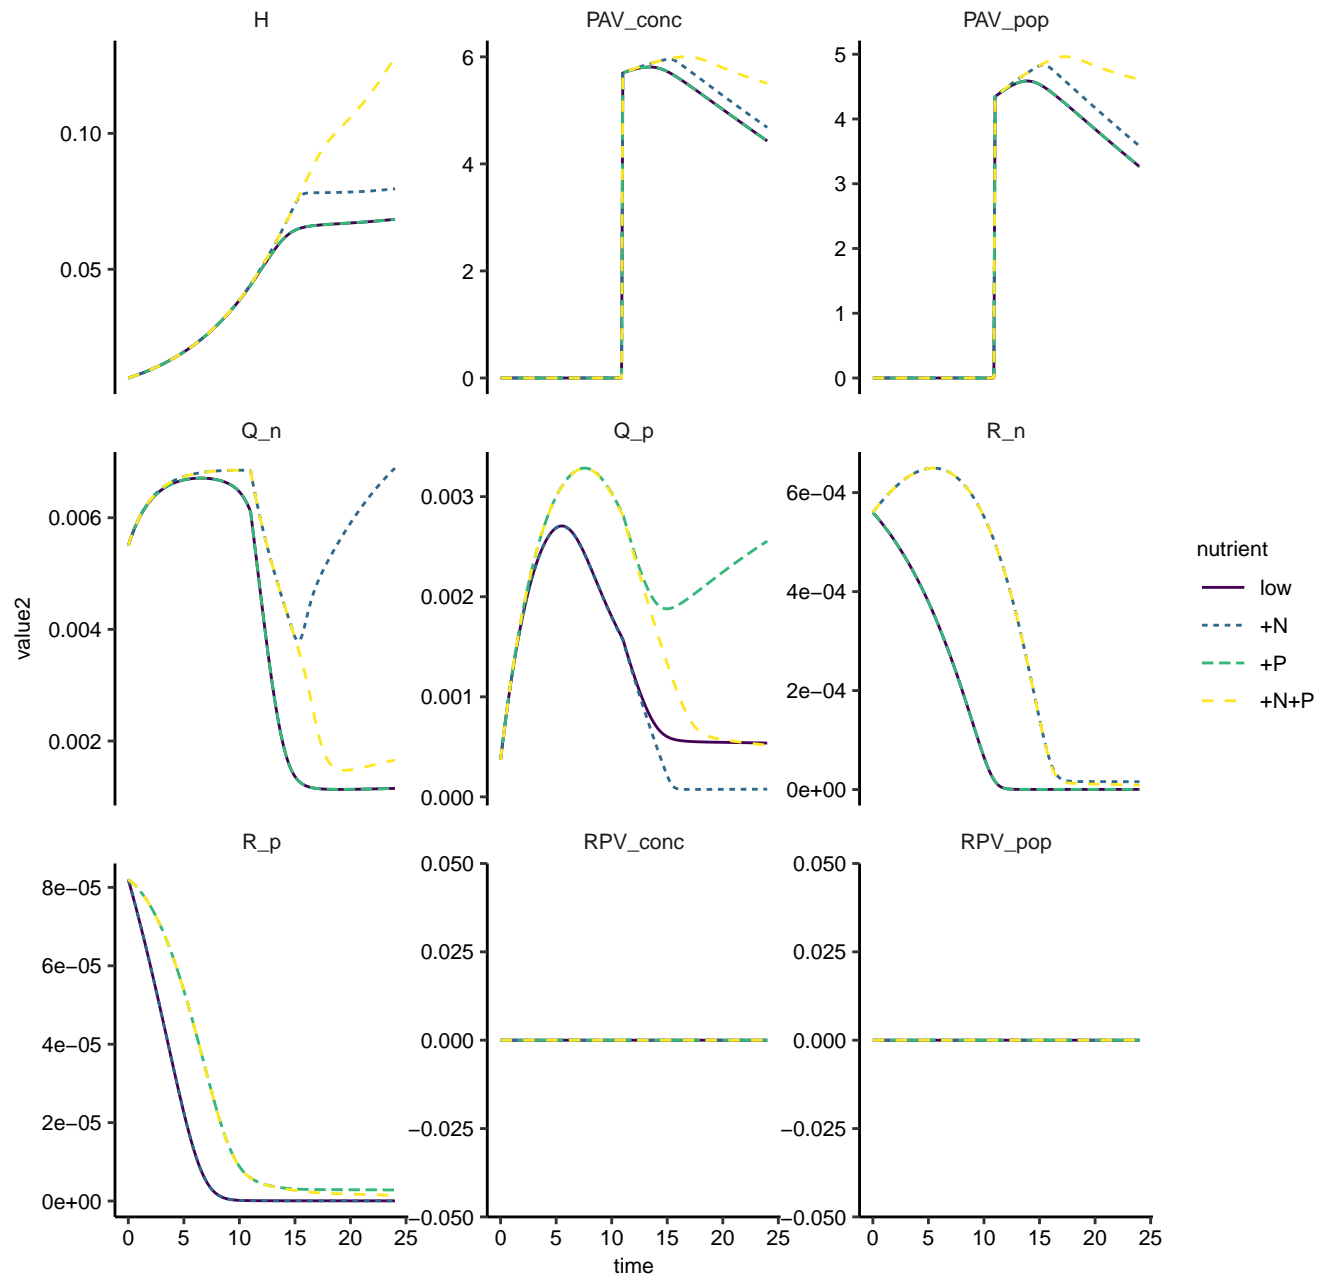 H
PAV_conc
PAV_pop
0.10
0.05
6
4
2
0
5
4
3
2
1
0
Q_n
Q_p
R_n
0.006
0.004
0.002
0.003
0.002
0.001
0.000
6e−04
4e−04
2e−04
0e+00
value2
nutrient
low
+N
+P
+N+P
R_p
RPV_conc
RPV_pop
8e−05
6e−05
4e−05
2e−05
0e+00
0.050
0.025
0.000
−0.025
−0.050
0.050
0.025
0.000
−0.025
−0.050
0 5 10 15 20 25
0 5 10 15 20 25
0 5 10 15 20 25
time